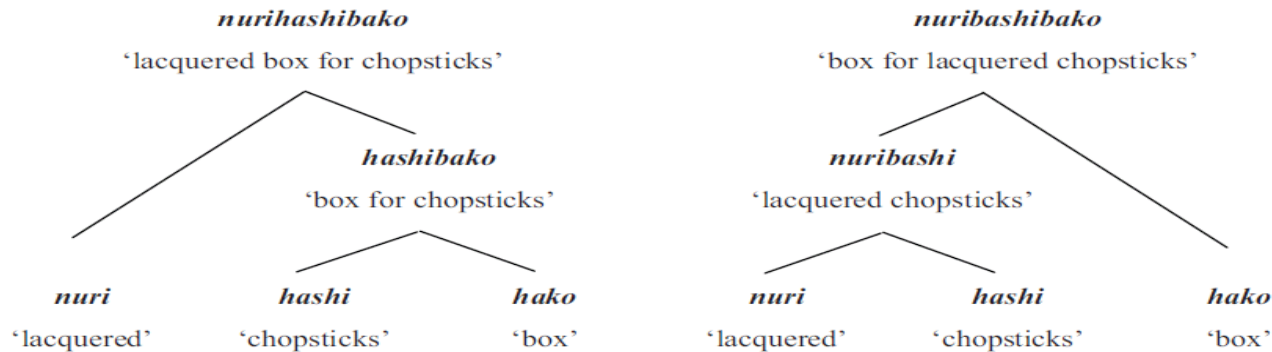 nurihashibako
'lacquered box for chopsticks'
hashibako
'box for chopsticks'
nuri hashi hako
'lacquered' 'chopsticks' 'box'
nuribashibako
'box for lacquered chopsticks'
nuribashi
'lacquered chopsticks'
nuri hashi hako
'lacquered' 'chopsticks' 'box'